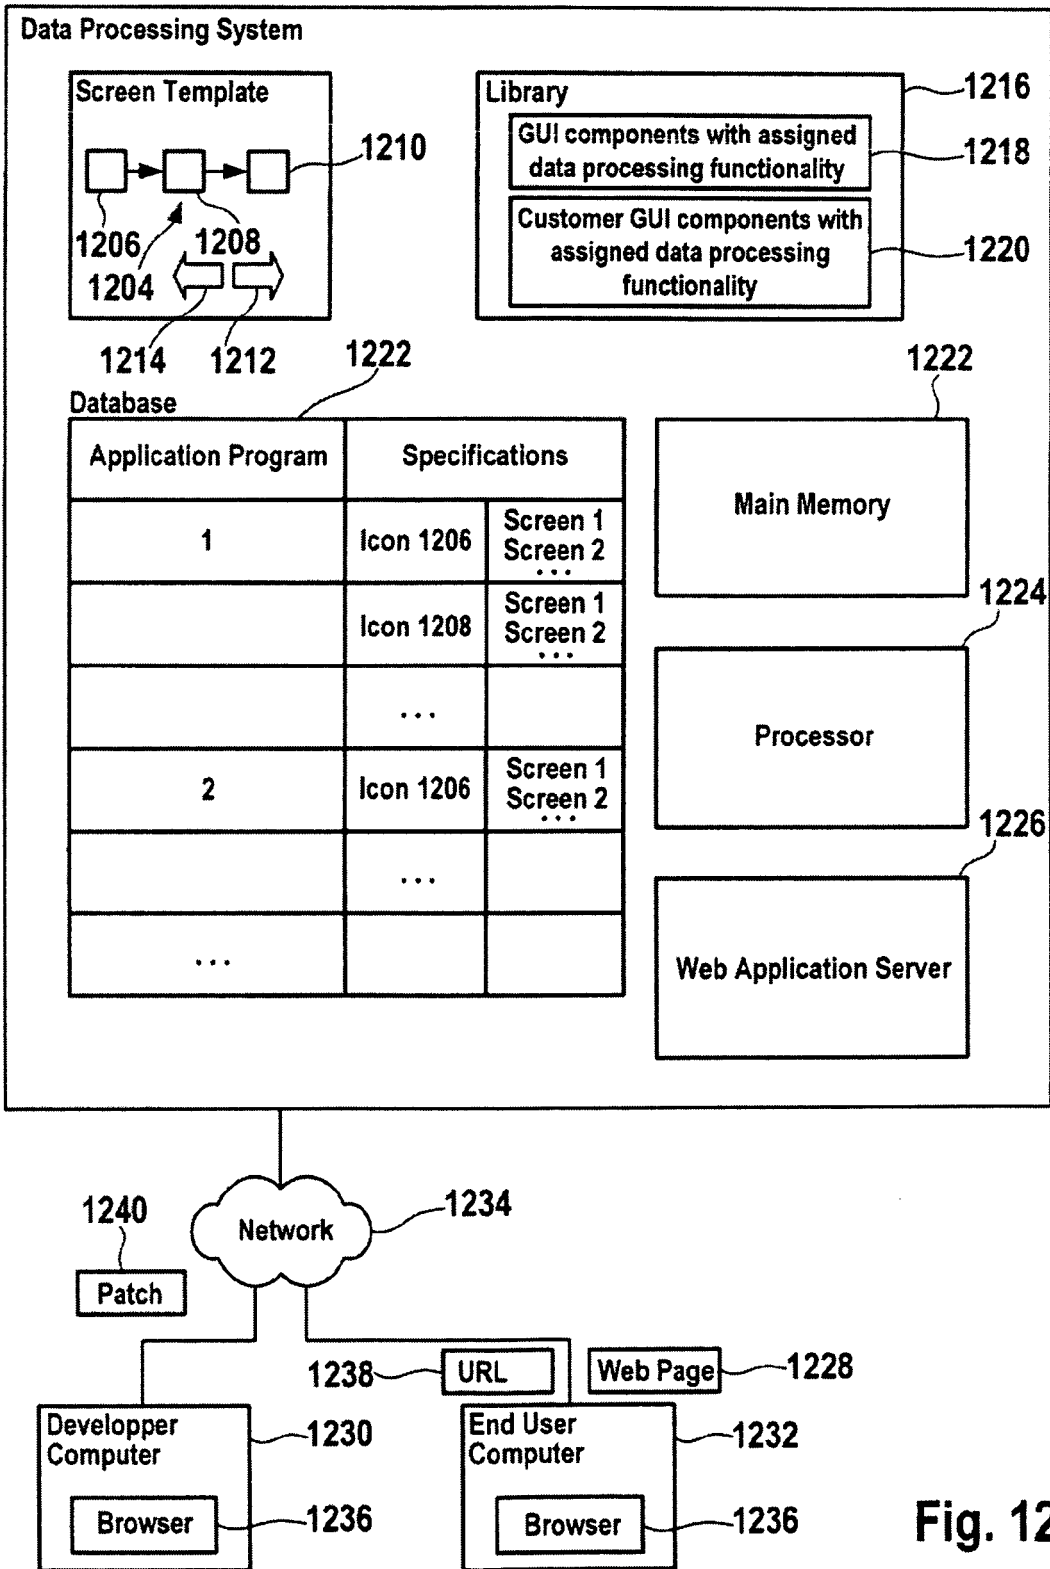 Data Processing System
Screen Template
1210
1206
1208
1204
1214
1212
Library
1216
GUI components with assigned
data processing functionality
1218
Customer GUI components with
assigned data processing
functionality
1220
1222
Database
Application Program
Specifications
1
Icon 1206
Screen 1
Screen 2
...
Icon 1208
Screen 1
Screen 2
...
...
2
Icon 1206
Screen 1
Screen 2
...
...
...
1222
Main Memory
1224
Processor
1226
Web Application Server
Network
1234
1240
Patch
1238
URL
Web Page
1228
Developper
Computer
1230
Browser
1236
End User
Computer
1232
Browser
1236
Fig. 12